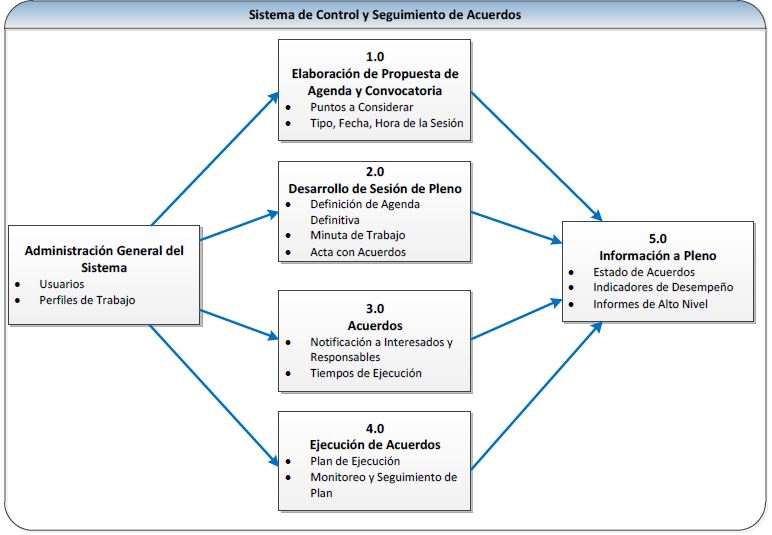 Sistema de Control y Seguimiento de Acuerdos
1.0
Elaboración de Propuesta de
Agenda y Convocatoria
● Puntos a Considerar
● Tipo, Fecha, Hora de la Sesión
2.0
Desarrollo de Sesión de Pleno
● Definición de Agenda
Definitiva
● Minuta de Trabajo
● Acta con Acuerdos
Administración General del
Sistema
● Usuarios
● Perfiles de Trabajo
5.0
Información a Pleno
● Estado de Acuerdos
● Indicadores de Desempeño
● Informes de Alto Nivel
3.0
Acuerdos
● Notificación a Interesados y
Responsables
● Tiempos de Ejecución
4.0
Ejecución de Acuerdos
● Plan de Ejecución
● Monitoreo y Seguimiento de
Plan